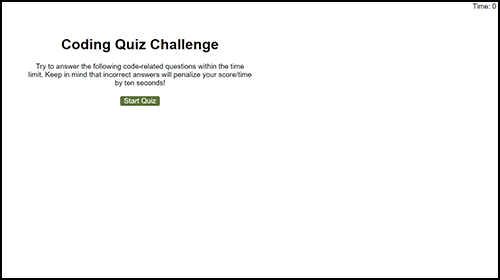 Time: 0
Coding Quiz Challenge
Try to answer the following code-related questions within the time
limit. Keep in mind that incorrect answers will penalize your score/time
by ten seconds!
Start Quiz